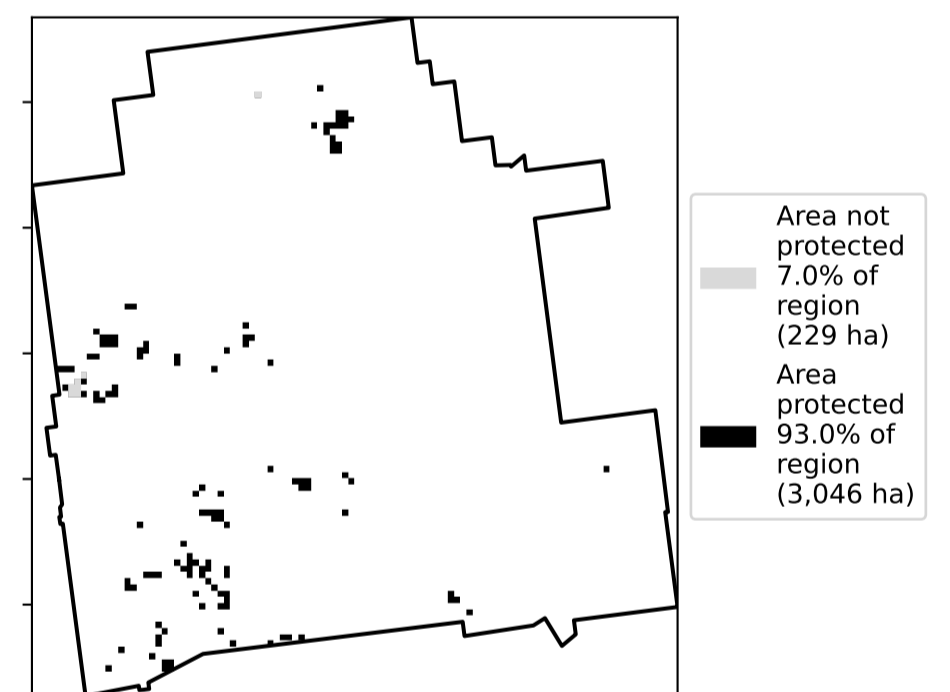 Area not
protected
7.0% of
region
(229 ha)
Area
protected
93.0% of
region
(3,046 ha)